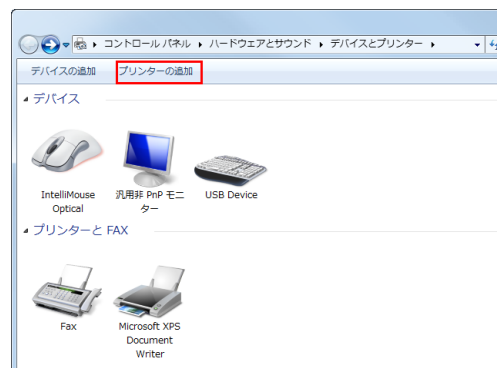 コントロール パネル ハードウェアとサウンド デバイスとプリンター
デバイスの追加 プリンターの追加
デバイス
IntelliMouse
Optical
汎用非 PnP モニ
ター
USB Device
プリンターと FAX
Fax
Microsoft XPS
Document
Writer